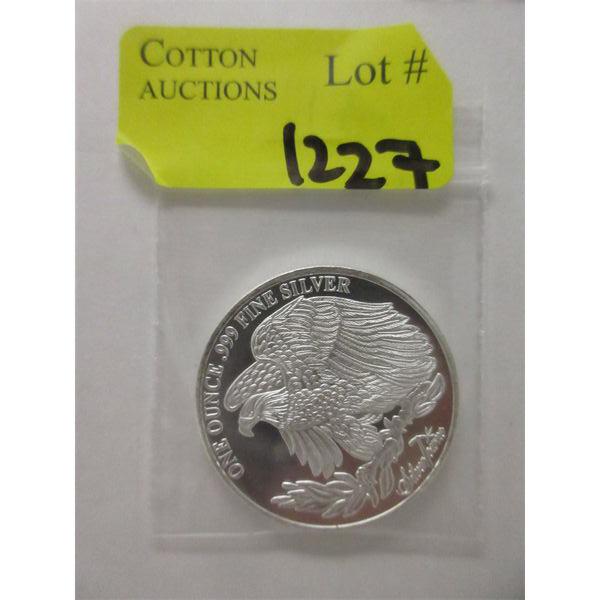 COTTON
AUCTIONS
Lot #
1227
ONE OUNCE .999 FINE SILVER